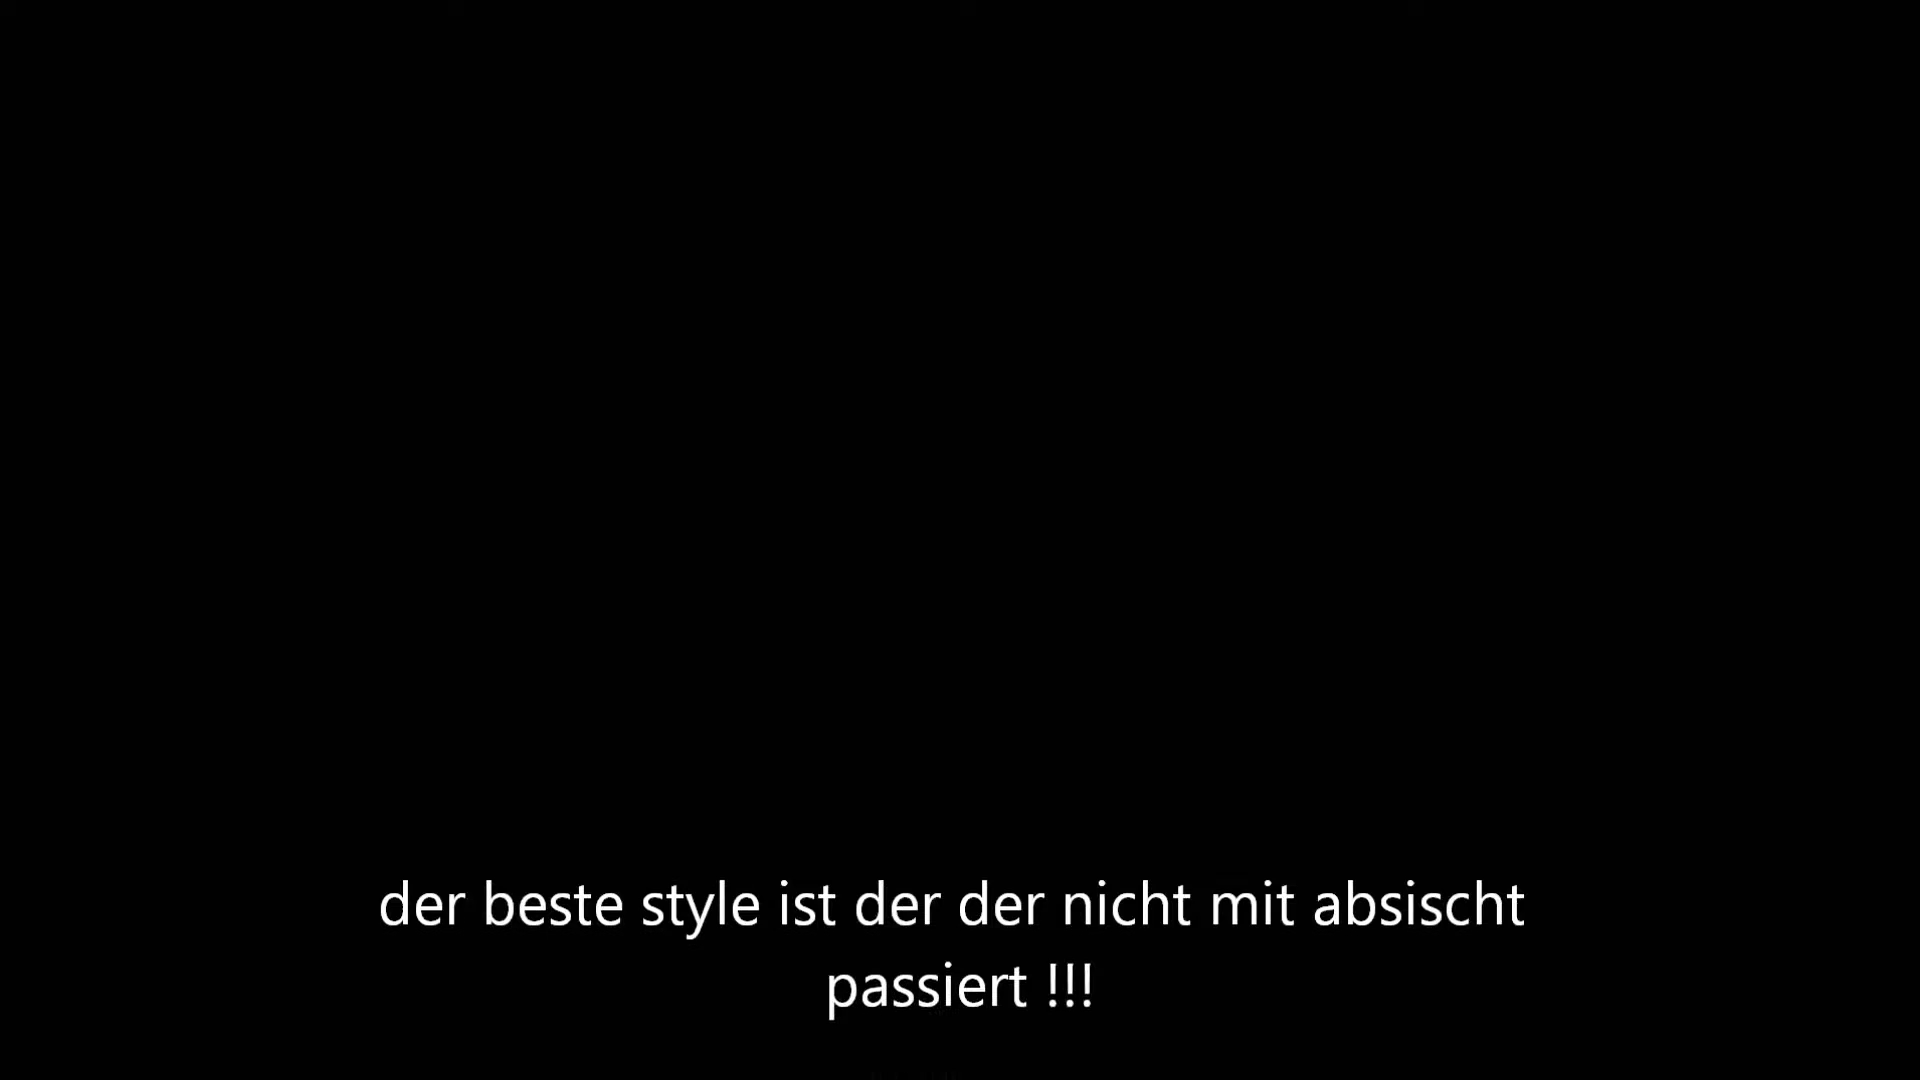 der beste style ist der der nicht mit absischt
passiert !!!